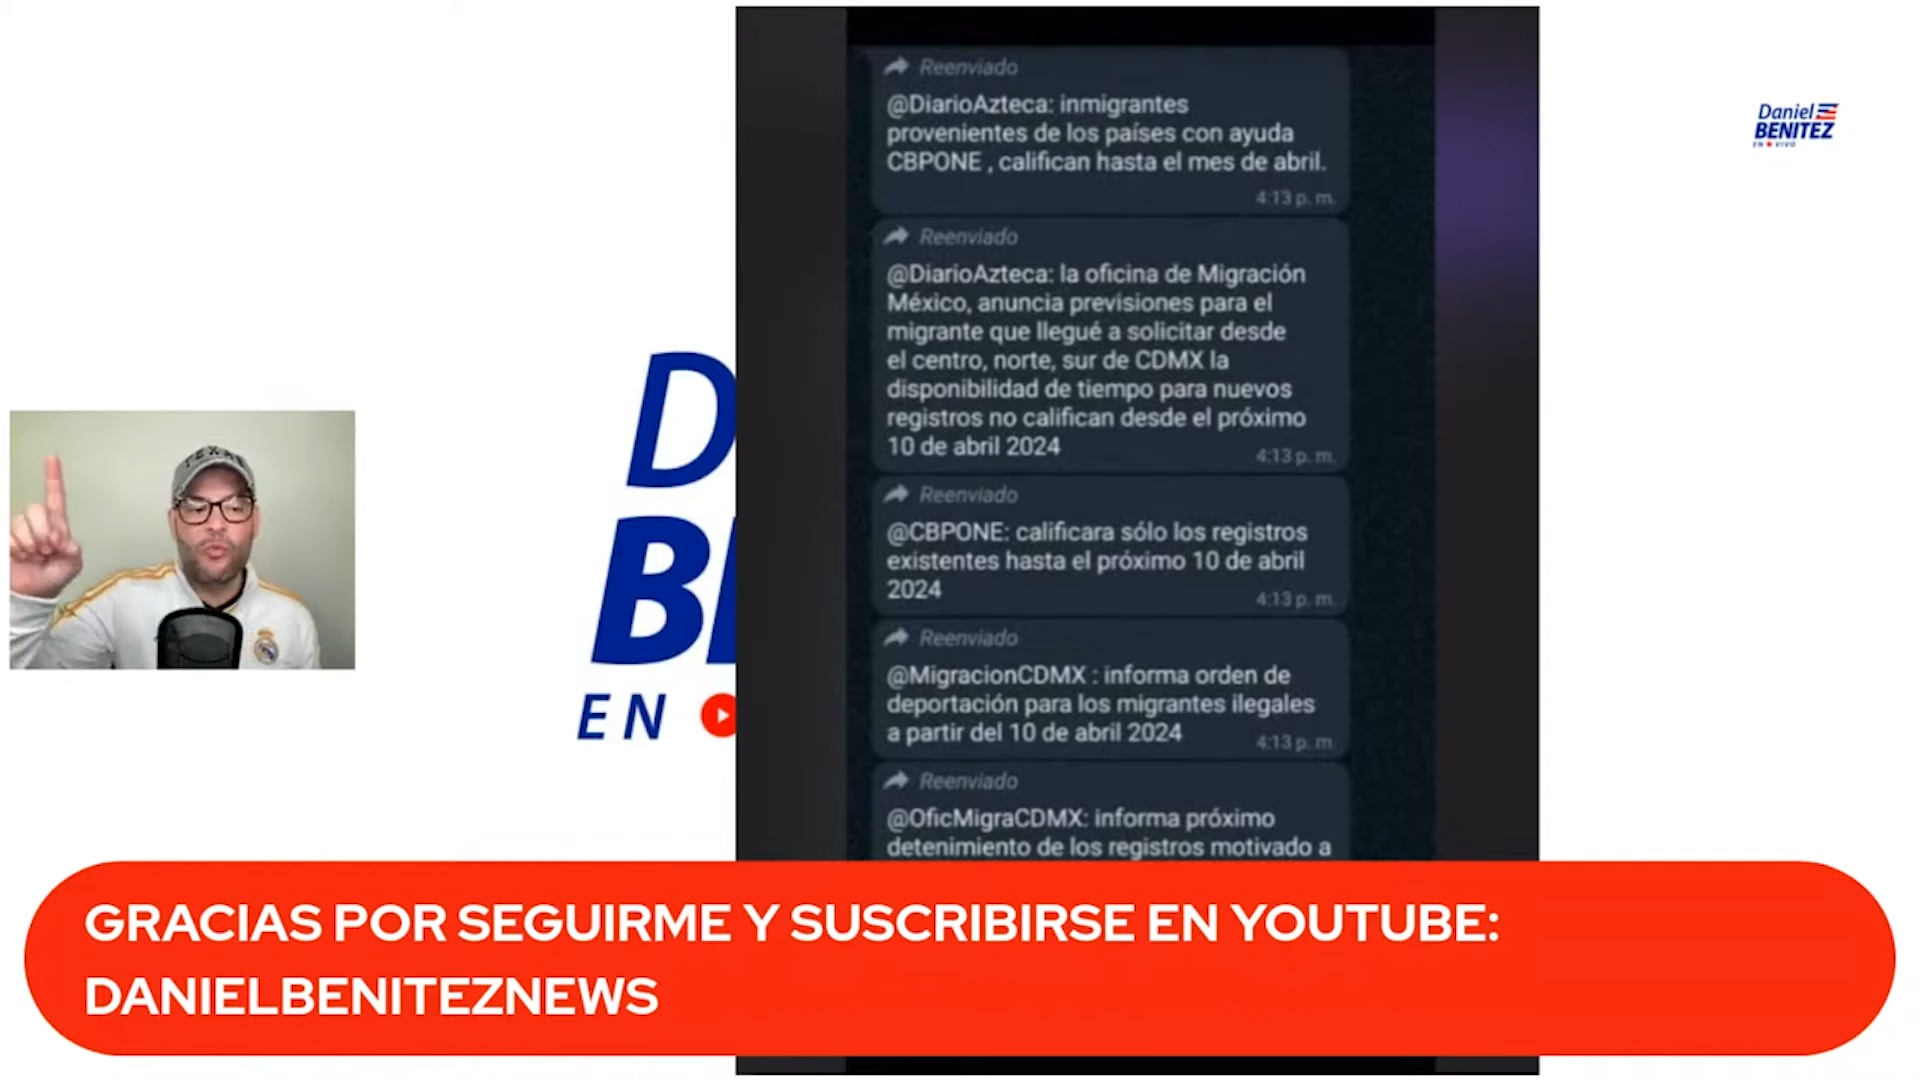 Reenviado
@DiarioAzteca: inmigrantes
provenientes de los países con ayuda
CBPONE , califican hasta el mes de abril.
4:13 p. m.
Reenviado
@DiarioAzteca: la oficina de Migración
México, anuncia previsiones para el
migrante que llegué a solicitar desde
el centro, norte, sur de CDMX la
disponibilidad de tiempo para nuevos
registros no califican desde el próximo
10 de abril 2024
4:13 p. m.
Reenviado
@CBPONE: calificara sólo los registros
existentes hasta el próximo 10 de abril
2024
4:13 p. m.
Reenviado
@MigracionCDMX : informa orden de
deportación para los migrantes ilegales
a partir del 10 de abril 2024
4:13 p. m.
Reenviado
@OficMigraCDMX: informa próximo
detenimiento de los registros motivado a
Daniel
BENITEZ
EN VIVO
TEXAS
D
BE
EN
GRACIAS POR SEGUIRME Y SUSCRIBIRSE EN YOUTUBE:
DANIELBENITEZNEWS